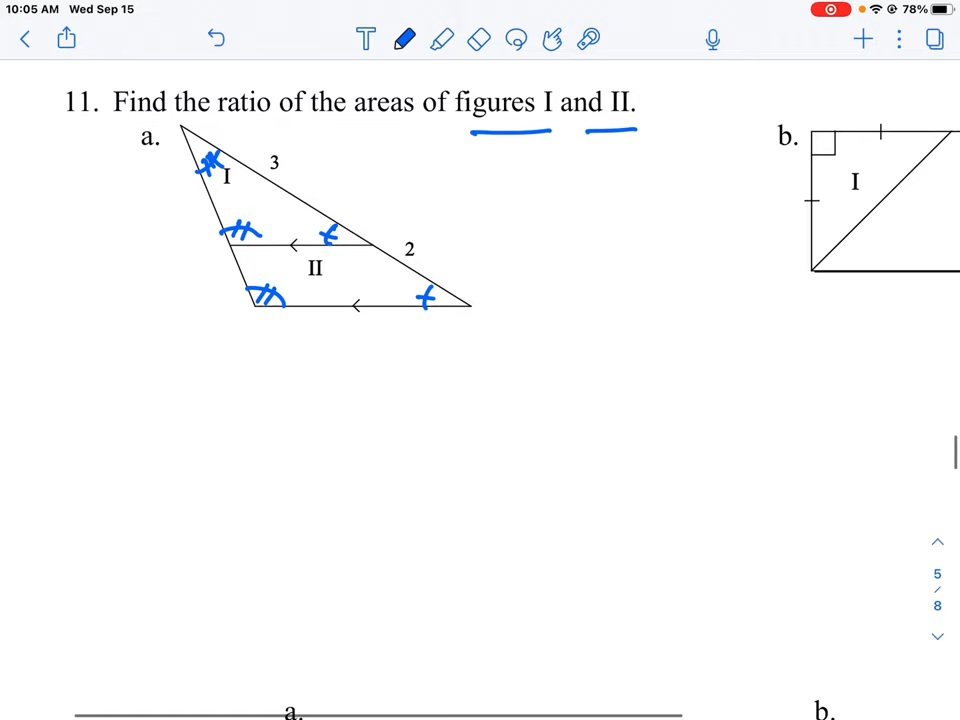 10:05 AM Wed Sep 15
78%
T
11. Find the ratio of the areas of figures I and II.
a.
3
I
2
II
b.
I
5
/
8
a.
b.